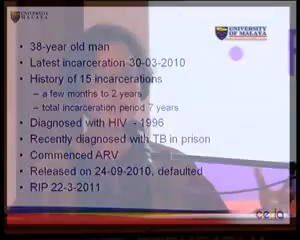 UNIVERSITY
OF MALAYA
UNIVERSITY
OF MALAYA
• 38-year old man
• Latest incarceration 30-03-2010
• History of 15 incarcerations
– a few months to 2 years
– total incarceration period 7 years
• Diagnosed with HIV - 1996
• Recently diagnosed with TB in prison
• Commenced ARV
• Released on 24-09-2010, defaulted
• RIP 22-3-2011